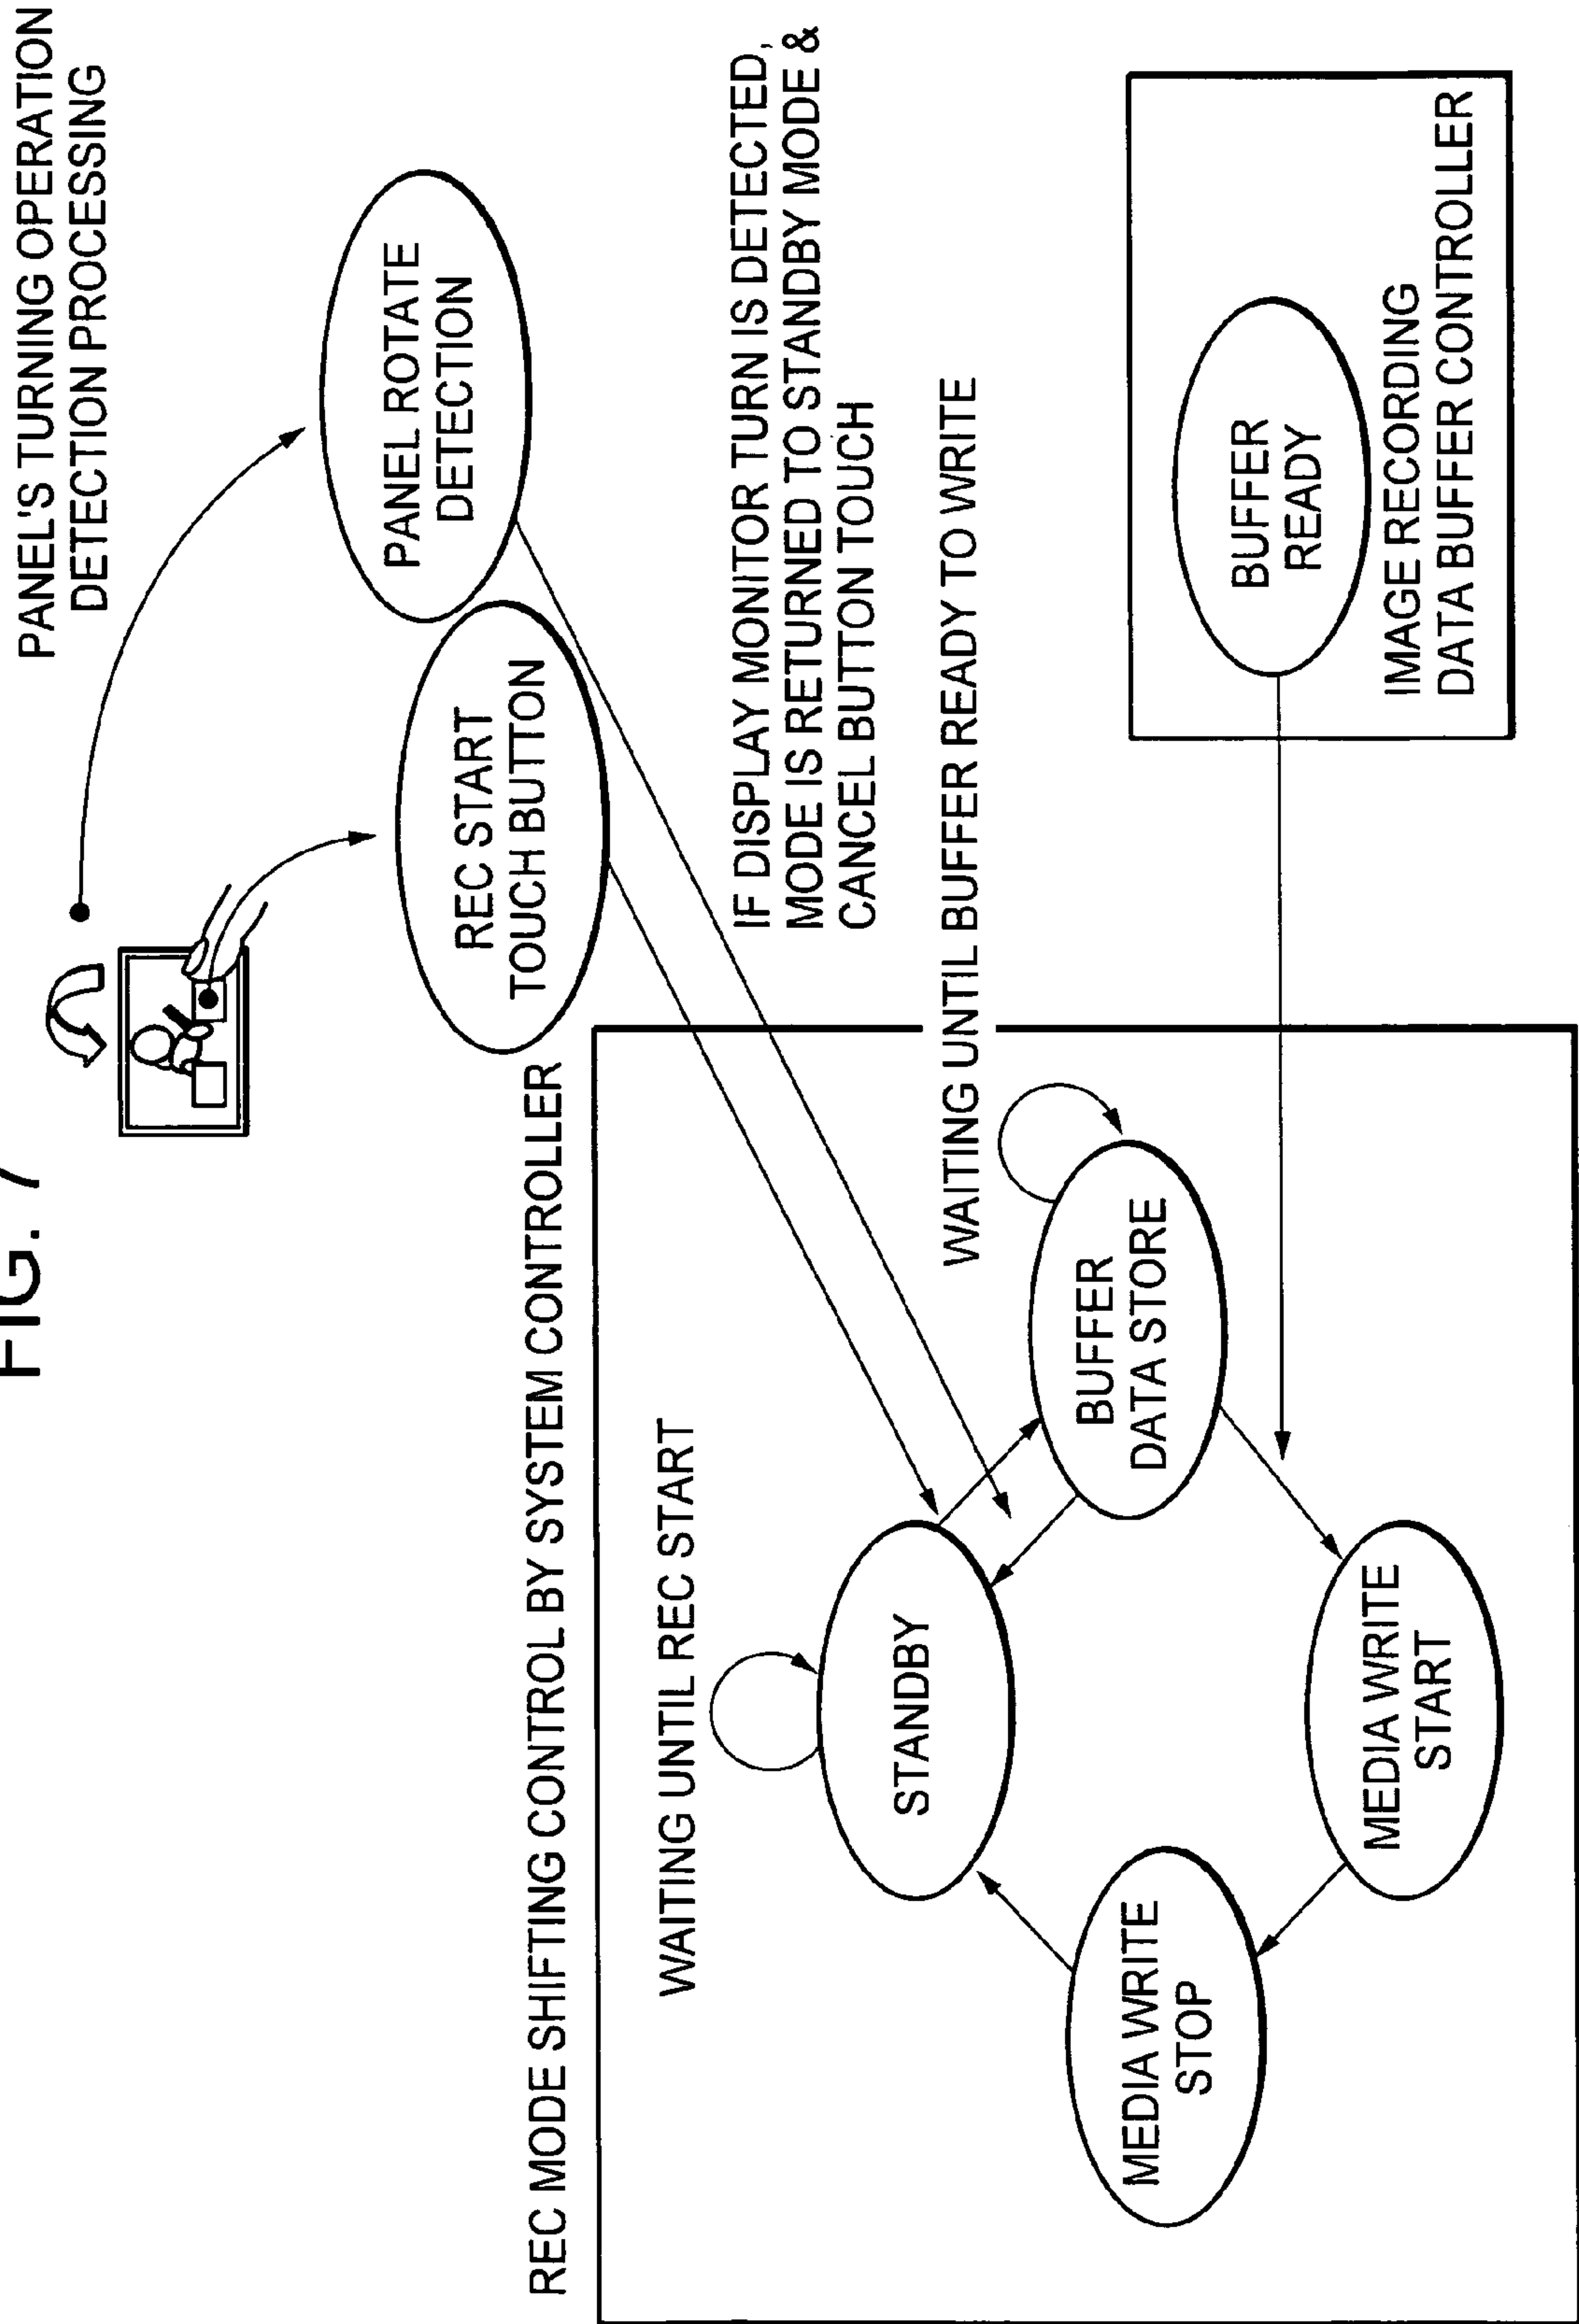 FIG. 7
PANEL'S TURNING OPERATION
DETECTION PROCESSING
PANEL ROTATE
DETECTION
REC START
TOUCH BUTTON
REC MODE SHIFTING CONTROL BY SYSTEM CONTROLLER
WAITING UNTIL REC START
IF DISPLAY MONITOR TURN IS DETECTED,
MODE IS RETURNED TO STANDBY MODE &
CANCEL BUTTON TOUCH
STANDBY
WAITING UNTIL BUFFER READY TO WRITE
BUFFER
DATA STORE
MEDIA WRITE
STOP
MEDIA WRITE
START
BUFFER
READY
IMAGE RECORDING
DATA BUFFER CONTROLLER